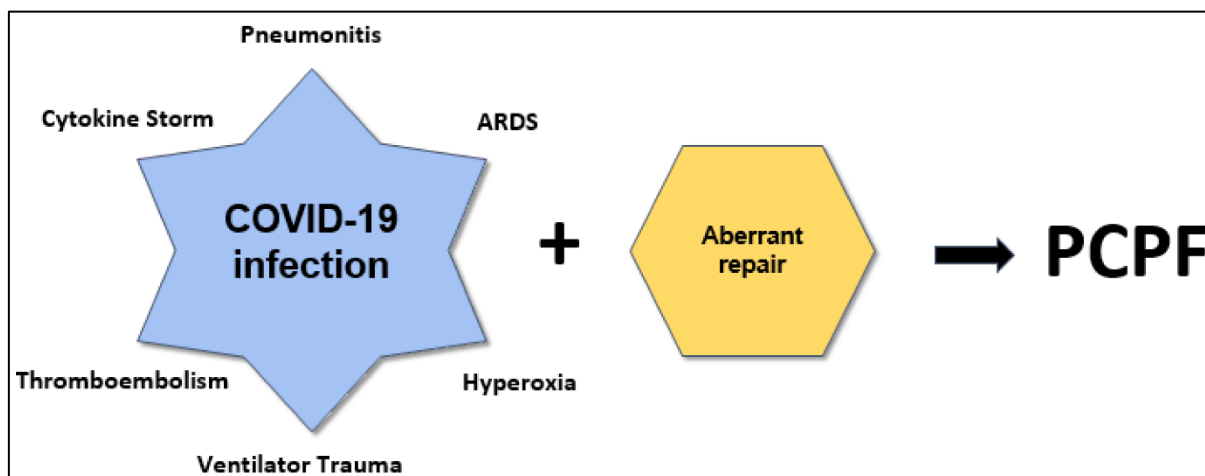 Pneumonitis
Cytokine Storm
ARDS
COVID-19
infection
+
Aberrant
repair
PCPF
Thromboembolism
Hyperoxia
Ventilator Trauma